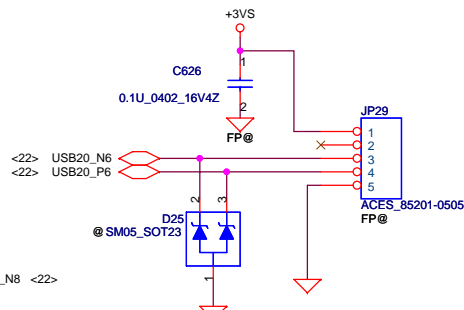 +3VS
1
C626
0.1U_0402_16V4Z
2
FP@
JP29
1
2
3
4
5
ACES_85201-0505
FP@
<22> USB20_N6
<22> USB20_P6
2 3
D25
@ SM05_SOT23
1
_N8 <22>